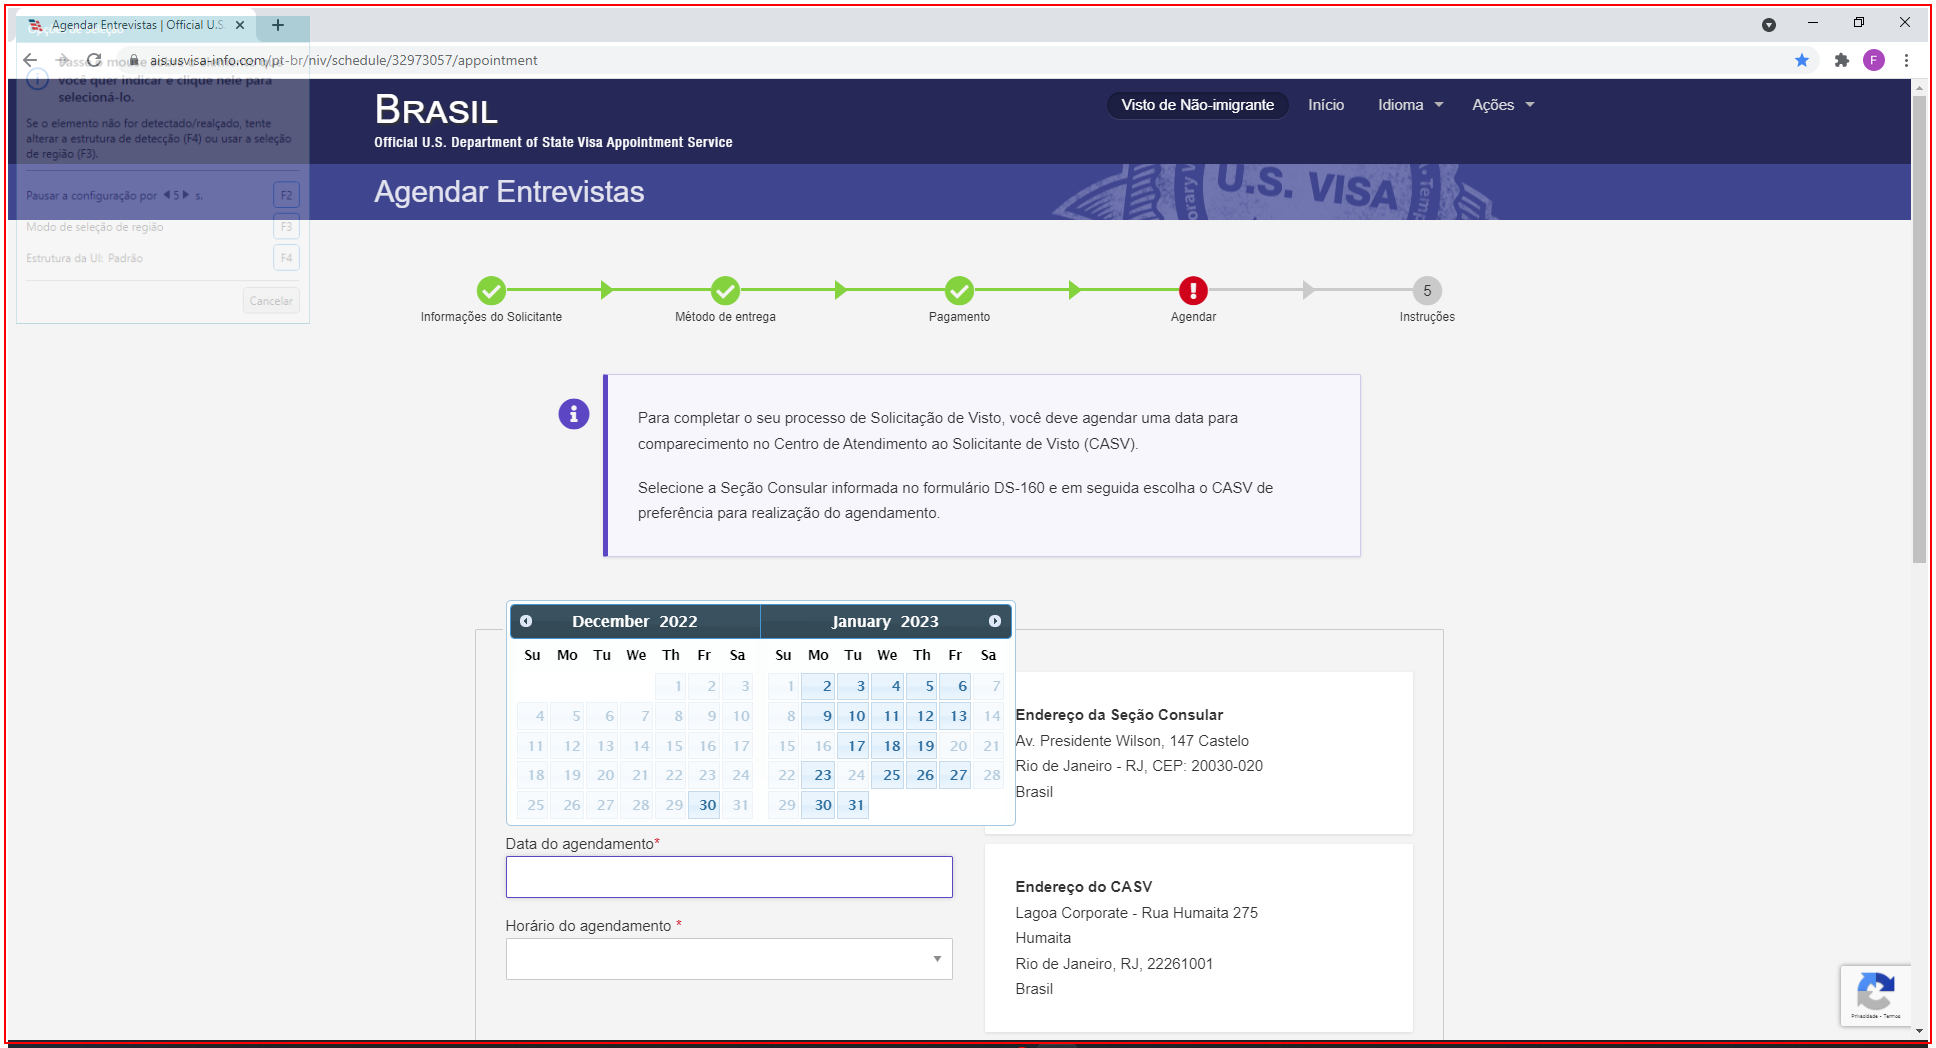 Agendar Entrevistas | Official U.S.
ais.usvisa-info.com/pt-br/niv/schedule/32973057/appointment
F
você quer indicar e clique nele para
selecioná-lo.
Se o elemento não for detectado/realçado, tente
alterar a estrutura de detecção (F4) ou usar a seleção
de região (F3).
Pausar a configuração por 5 s.
F2
Modo de seleção de região
F3
Estrutura da UI: Padrão
F4
Cancelar
BRASIL
Official U.S. Department of State Visa Appointment Service
Visto de Não-imigrante Início Idioma Ações
Agendar Entrevistas
U.S. VISA
5
Informações do Solicitante Método de entrega Pagamento Agendar Instruções
Para completar o seu processo de Solicitação de Visto, você deve agendar uma data para
comparecimento no Centro de Atendimento ao Solicitante de Visto (CASV).
Selecione a Seção Consular informada no formulário DS-160 e em seguida escolha o CASV de
preferência para realização do agendamento.
December 2022
Su Mo Tu We Th Fr Sa
1 2 3
4 5 6 7 8 9 10
11 12 13 14 15 16 17
18 19 20 21 22 23 24
25 26 27 28 29 30 31
January 2023
Su Mo Tu We Th Fr Sa
1 2 3 4 5 6 7
8 9 10 11 12 13 14
15 16 17 18 19 20 21
22 23 24 25 26 27 28
29 30 31
Data do agendamento*
Horário do agendamento *
Endereço da Seção Consular
Av. Presidente Wilson, 147 Castelo
Rio de Janeiro - RJ, CEP: 20030-020
Brasil
Endereço do CASV
Lagoa Corporate - Rua Humaita 275
Humaita
Rio de Janeiro, RJ, 22261001
Brasil
Privacidade - Termos